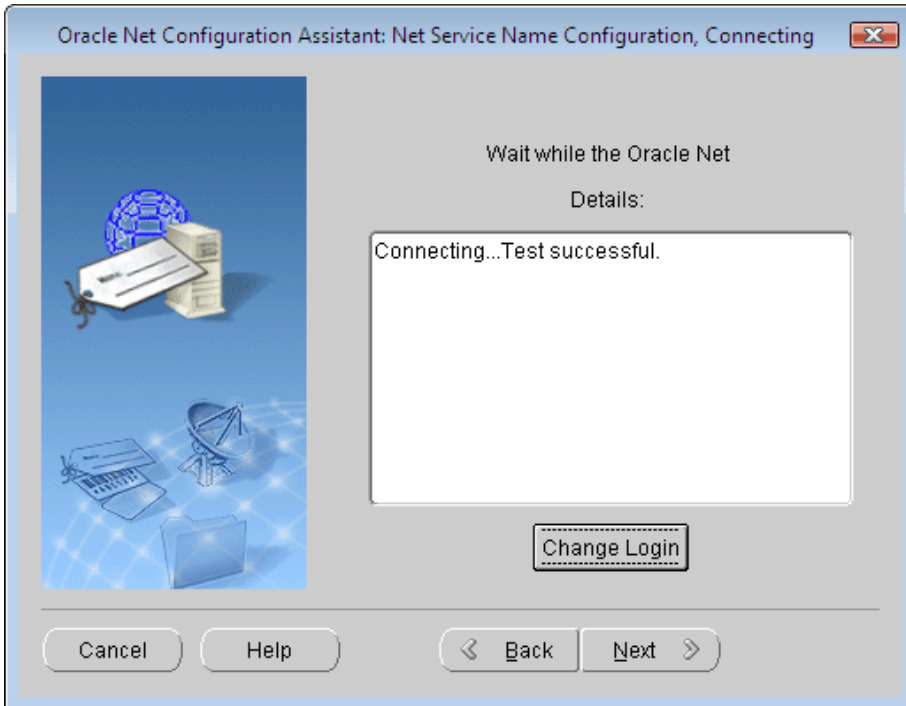 Oracle Net Configuration Assistant: Net Service Name Configuration, Connecting
Wait while the Oracle Net
Details:
Connecting...Test successful.
Change Login
Cancel
Help
Back
Next